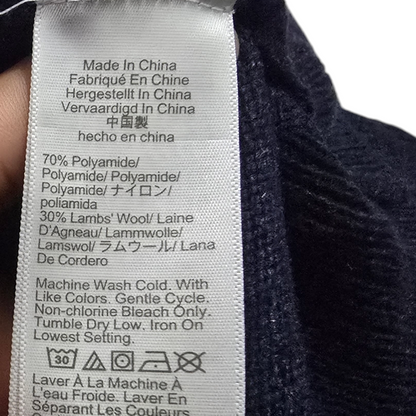 Made In China
Fabriqué En Chine
Hergestellt In China
Vervaardigd In China
中国製
hecho en china
70% Polyamide/
Polyamide/ Polyamide/
Polyamide/ ナイロン/
poliamida
30% Lambs' Wool/ Laine
D'Agneau/ Lammwolle/
Lamswol/ ラムウール/ Lana
De Cordero
Machine Wash Cold. With
Like Colors. Gentle Cycle.
Non-chlorine Bleach Only.
Tumble Dry Low. Iron On
Lowest Setting.
30
Laver À La Machine À
L'eau Froide. Laver En
Séparant Les Couleurs